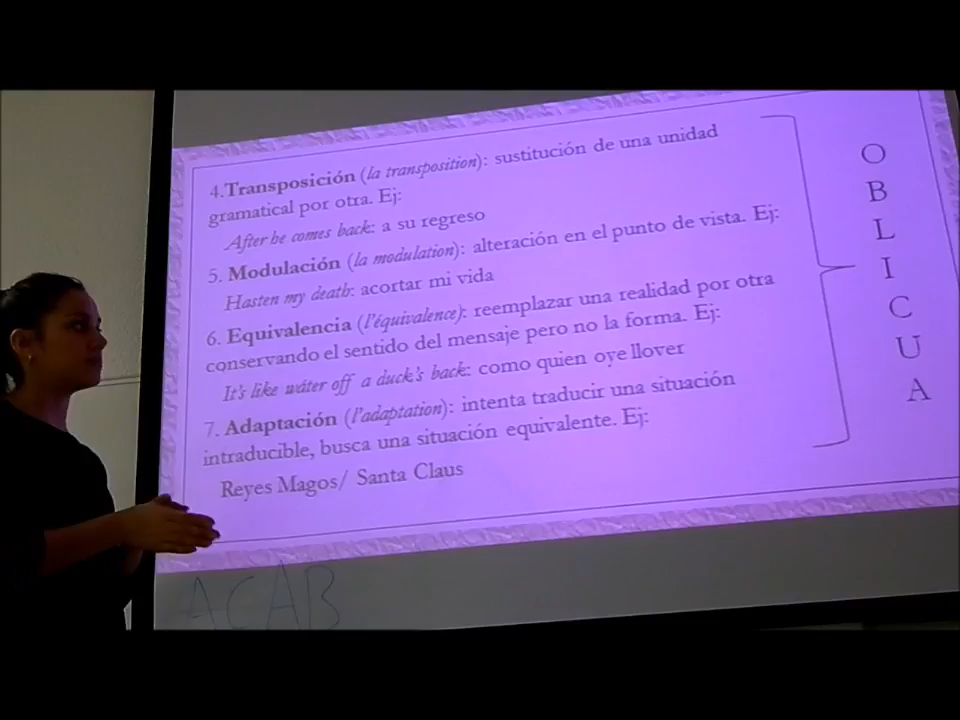 4.Transposición (la transposition): sustitución de una unidad
gramatical por otra. Ej:
After he comes back: a su regreso
5. Modulación (la modulation): alteración en el punto de vista. Ej:
Hasten my death: acortar mi vida
6. Equivalencia (l'équivalence): reemplazar una realidad por otra
conservando el sentido del mensaje pero no la forma. Ej:
It's like water off a duck's back: como quien oye llover
7. Adaptación (l'adaptation): intenta traducir una situación
intraducible, busca una situación equivalente. Ej:
Reyes Magos/ Santa Claus
O
B
L
I
C
U
A
ACAB